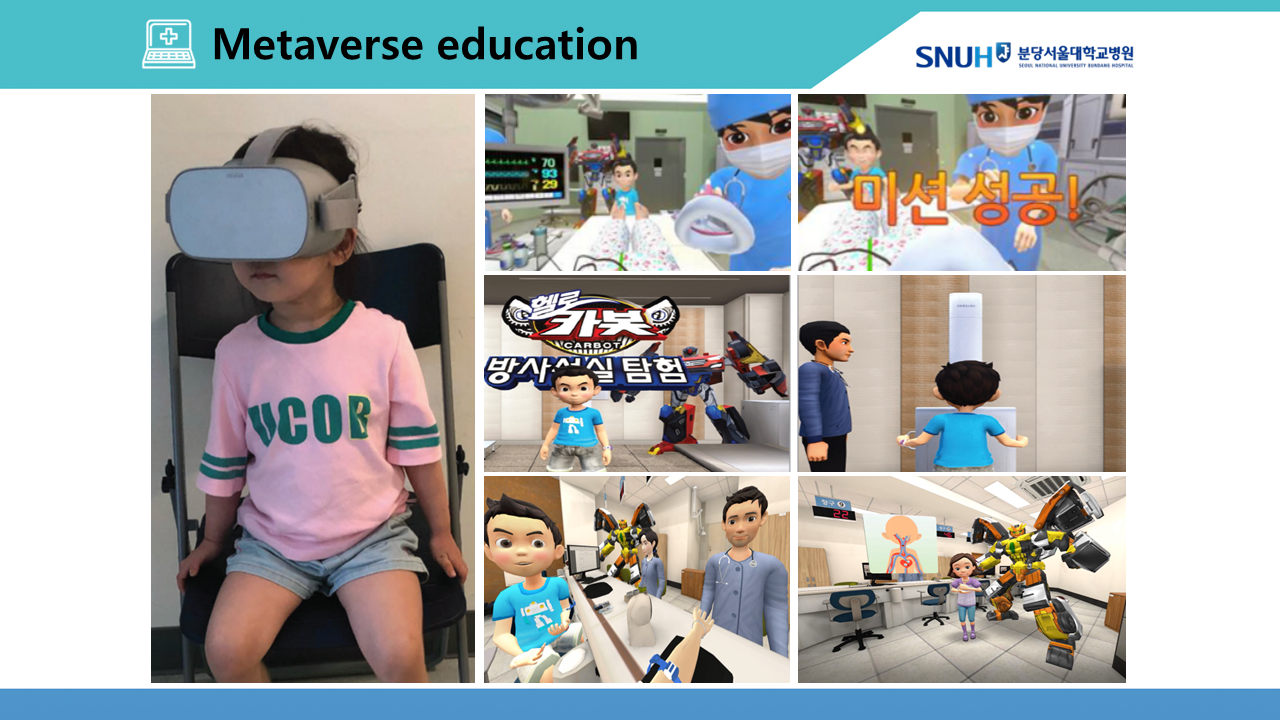 Metaverse education
SNUH 분당서울대학교병원
SEOUL NATIONAL UNIVERSITY BUNDANG HOSPITAL
70
93
29
미션 성공!
헬로
카봇
CARBOT
방사선실 탐험
UCOB
22